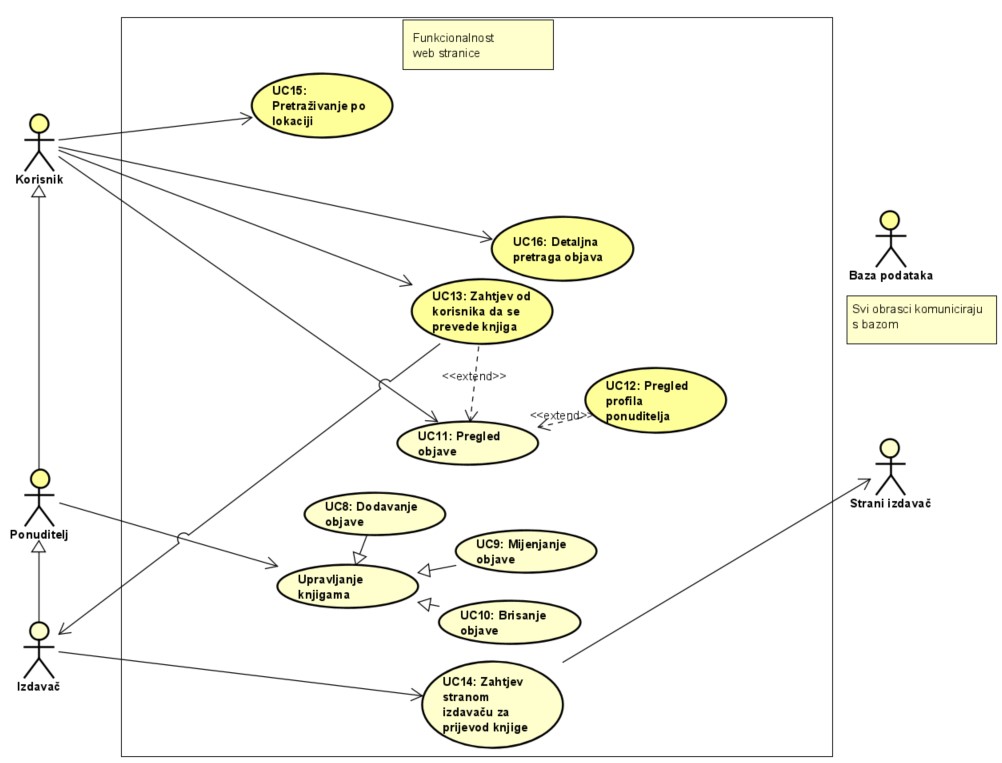 Funkcionalnost
web stranice
UC15:
Pretraživanje po
lokaciji
Korisnik
UC16: Detaljna
pretraga objava
Baza podataka
Svi obrasci komuniciraju
s bazom
UC13: Zahtjev od
korisnika da se
prevede knjiga
<<extend>>
UC12: Pregled
profila
ponuditelja
<<extend>>
UC11: Pregled
objave
Strani izdavač
Ponuditelj
UC8: Dodavanje
objave
UC9: Mijenjanje
objave
Upravljanje
knjigama
UC10: Brisanje
objave
Izdavač
UC14: Zahtjev
stranom
izdavaču za
prijevod knjige